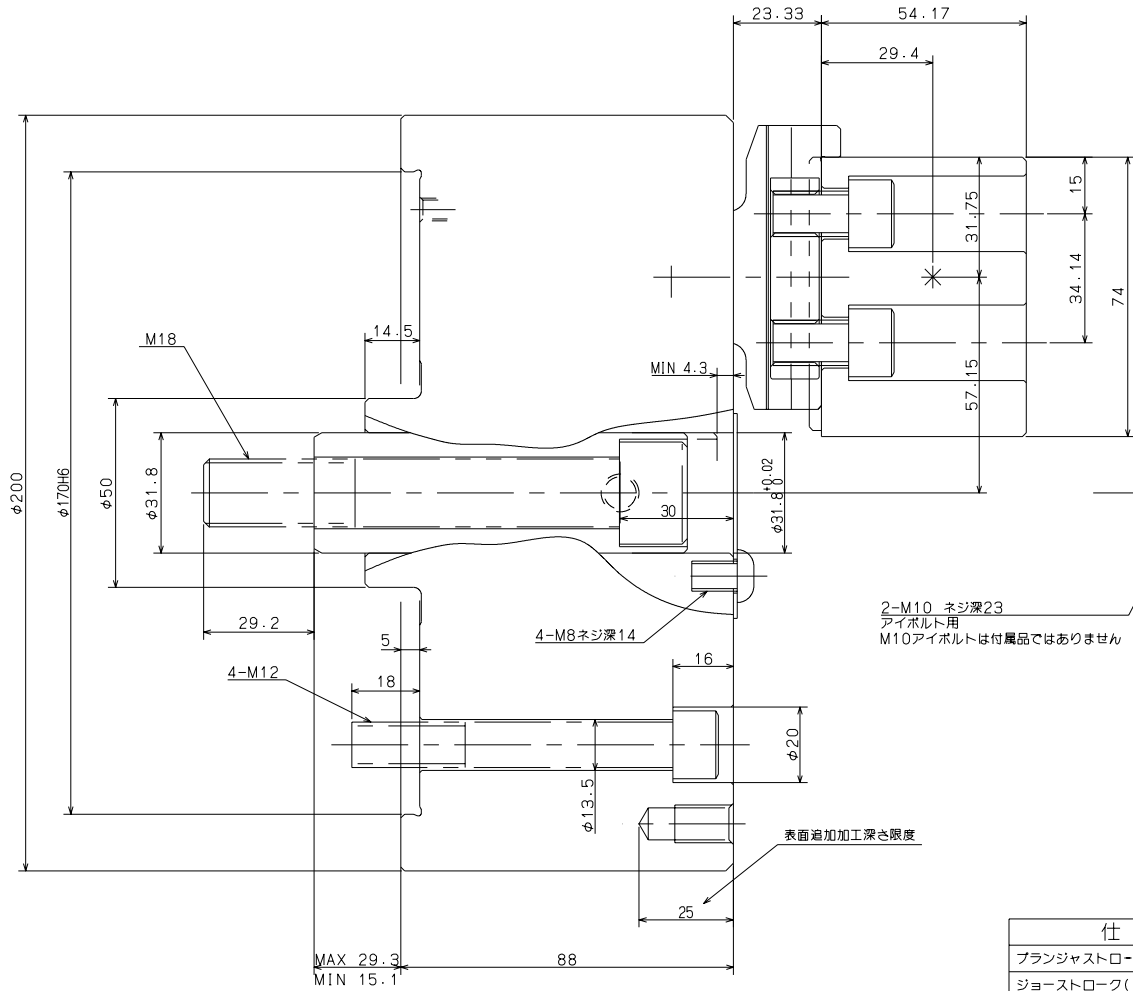 23.33
54.17
29.4
15
31.75
34.14
74
57.15
14.5
M18
MIN 4.3
φ200
φ170H6
φ50
φ31.8
30
φ31.8 +0.02 0
29.2
5
4-M8ネジ深14
2-M10 ネジ深23
アイボルト用
M10アイボルトは付属品ではありません
16
4-M12
18
φ20
φ13.5
表面追加加工深さ限度
25
MAX 29.3
MIN 15.1
88
仕
プランジャストロー
ジョーストローク(